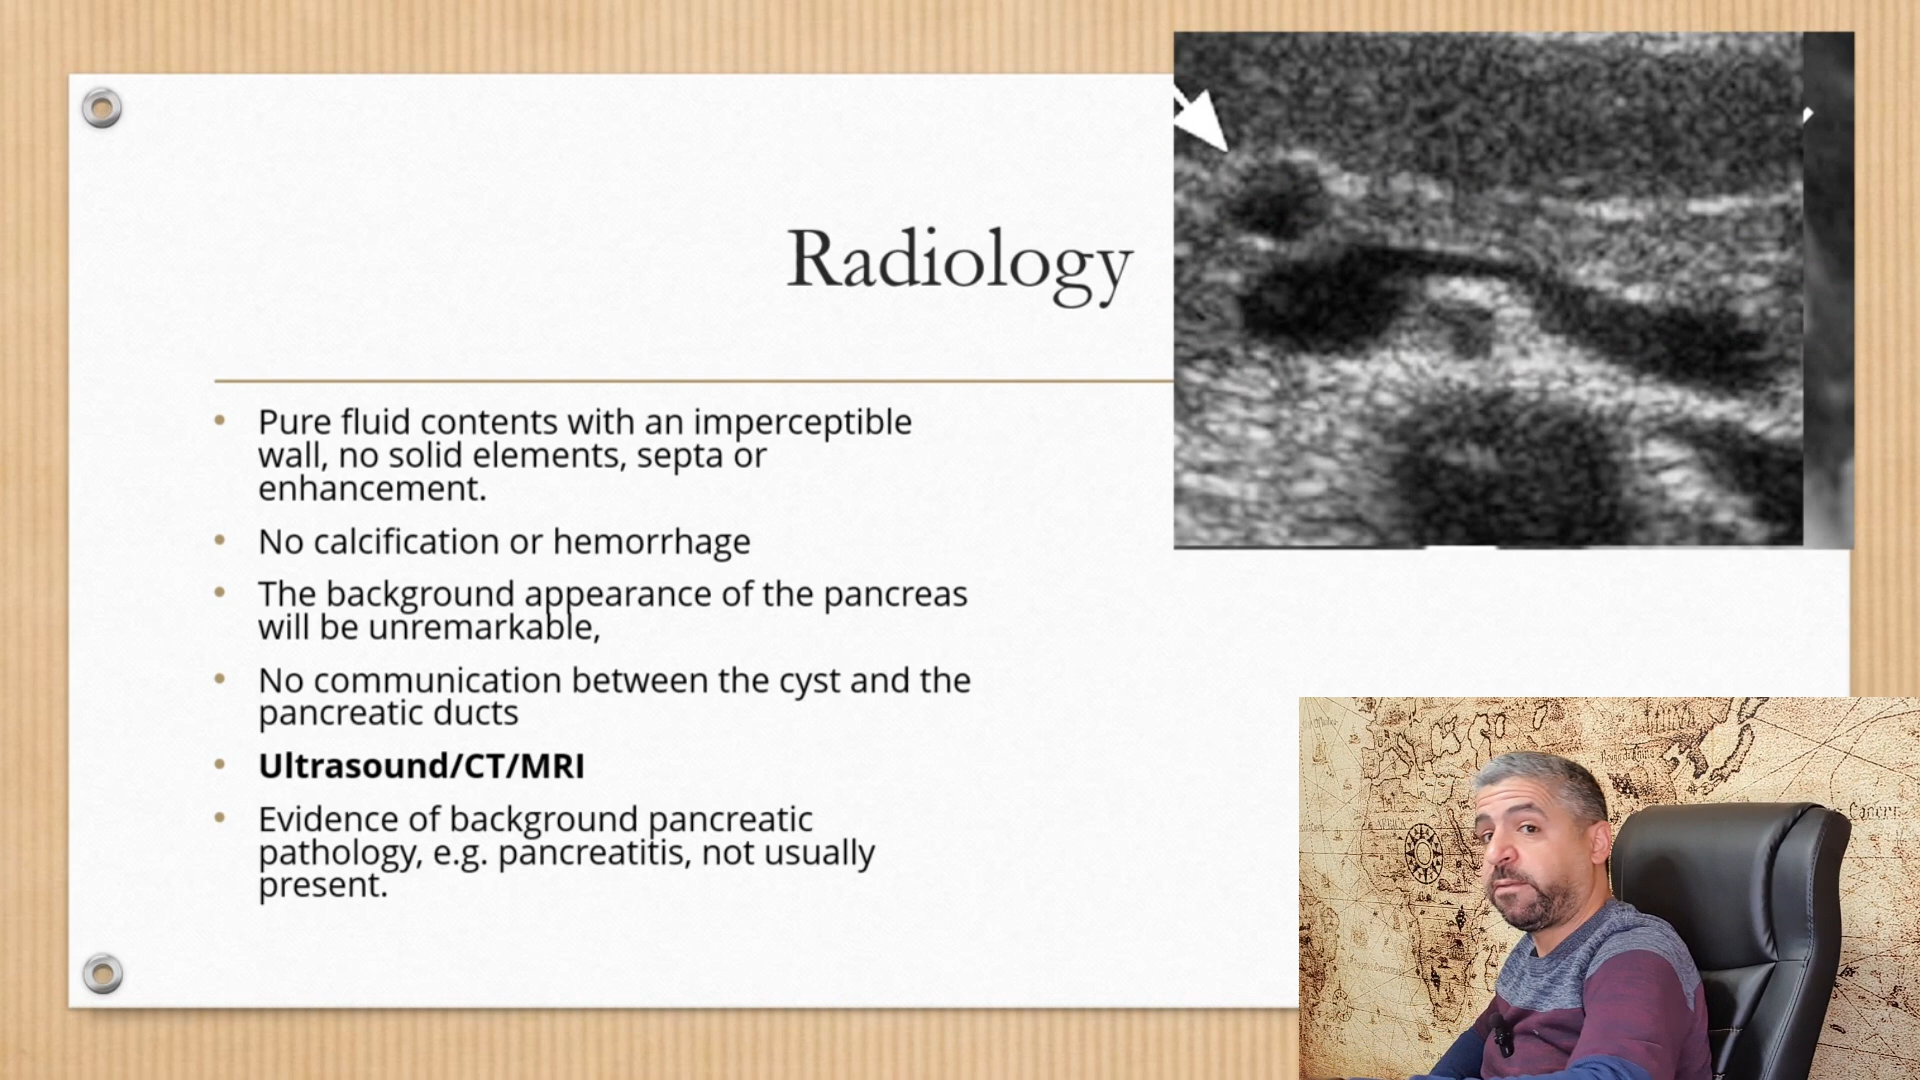 Radiology
• Pure fluid contents with an imperceptible
wall, no solid elements, septa or
enhancement.
• No calcification or hemorrhage
• The background appearance of the pancreas
will be unremarkable,
• No communication between the cyst and the
pancreatic ducts
• Ultrasound/CT/MRI
• Evidence of background pancreatic
pathology, e.g. pancreatitis, not usually
present.